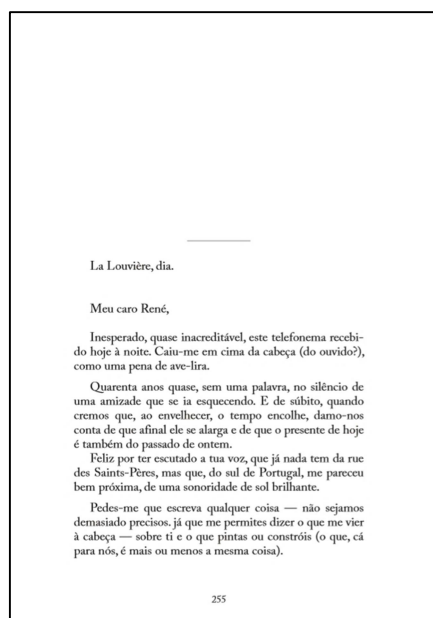 La Louvière, dia.
Meu caro René,
Inesperado, quase inacreditável, este telefonema recebi-
do hoje à noite. Caiu-me em cima da cabeça (do ouvido?),
como uma pena de ave-lira.
Quarenta anos quase, sem uma palavra, no silêncio de
uma amizade que se ia esquecendo. E de súbito, quando
cremos que, ao envelhecer, o tempo encolhe, damo-nos
conta de que afinal ele se alarga e de que o presente de hoje
é também do passado de ontem.
Feliz por ter escutado a tua voz, que já nada tem da rue
des Saints-Pères, mas que, do sul de Portugal, me pareceu
bem próxima, de uma sonoridade de sol brilhante.
Pedes-me que escreva qualquer coisa — não sejamos
demasiado precisos. já que me permites dizer o que me vier
à cabeça — sobre ti e o que pintas ou constróis (o que, cá
para nós, é mais ou menos a mesma coisa).
255